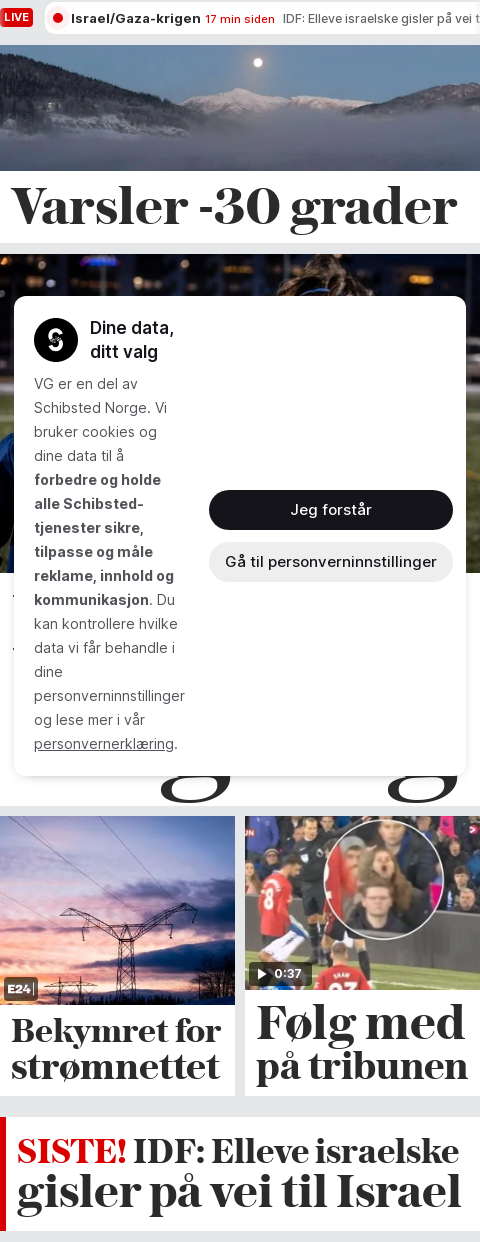 LIVE
Israel/Gaza-krigen 17 min siden IDF: Elleve israelske gisler på vei t
Varsler -30 grader
Dine data,
ditt valg
VG er en del av
Schibsted Norge. Vi
bruker cookies og
dine data til å
forbedre og holde
alle Schibsted-
tjenester sikre,
tilpasse og måle
reklame, innhold og
kommunikasjon. Du
kan kontrollere hvilke
data vi får behandle i
dine
personverninnstillinger
og lese mer i vår
personvernerklæring.
Jeg forstår
Gå til personverninnstillinger
E24
Bekymret for
strømnettet
8
SHAW
0:37
Følg med
på tribunen
SISTE! IDF: Elleve israelske
gisler på vei til Israel